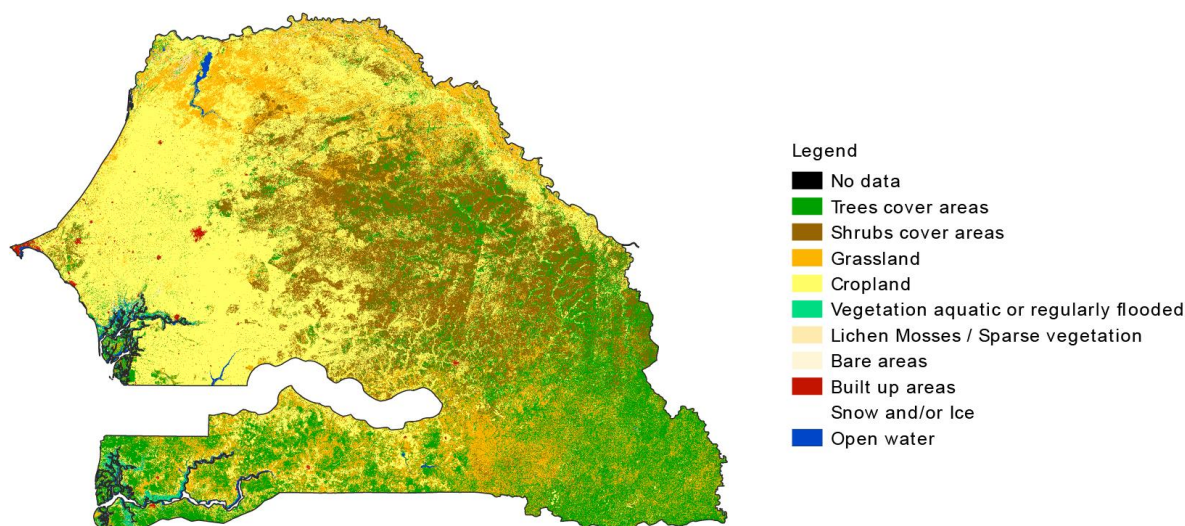 Legend
No data
Trees cover areas
Shrubs cover areas
Grassland
Cropland
Vegetation aquatic or regularly flooded
Lichen Mosses / Sparse vegetation
Bare areas
Built up areas
Snow and/or Ice
Open water